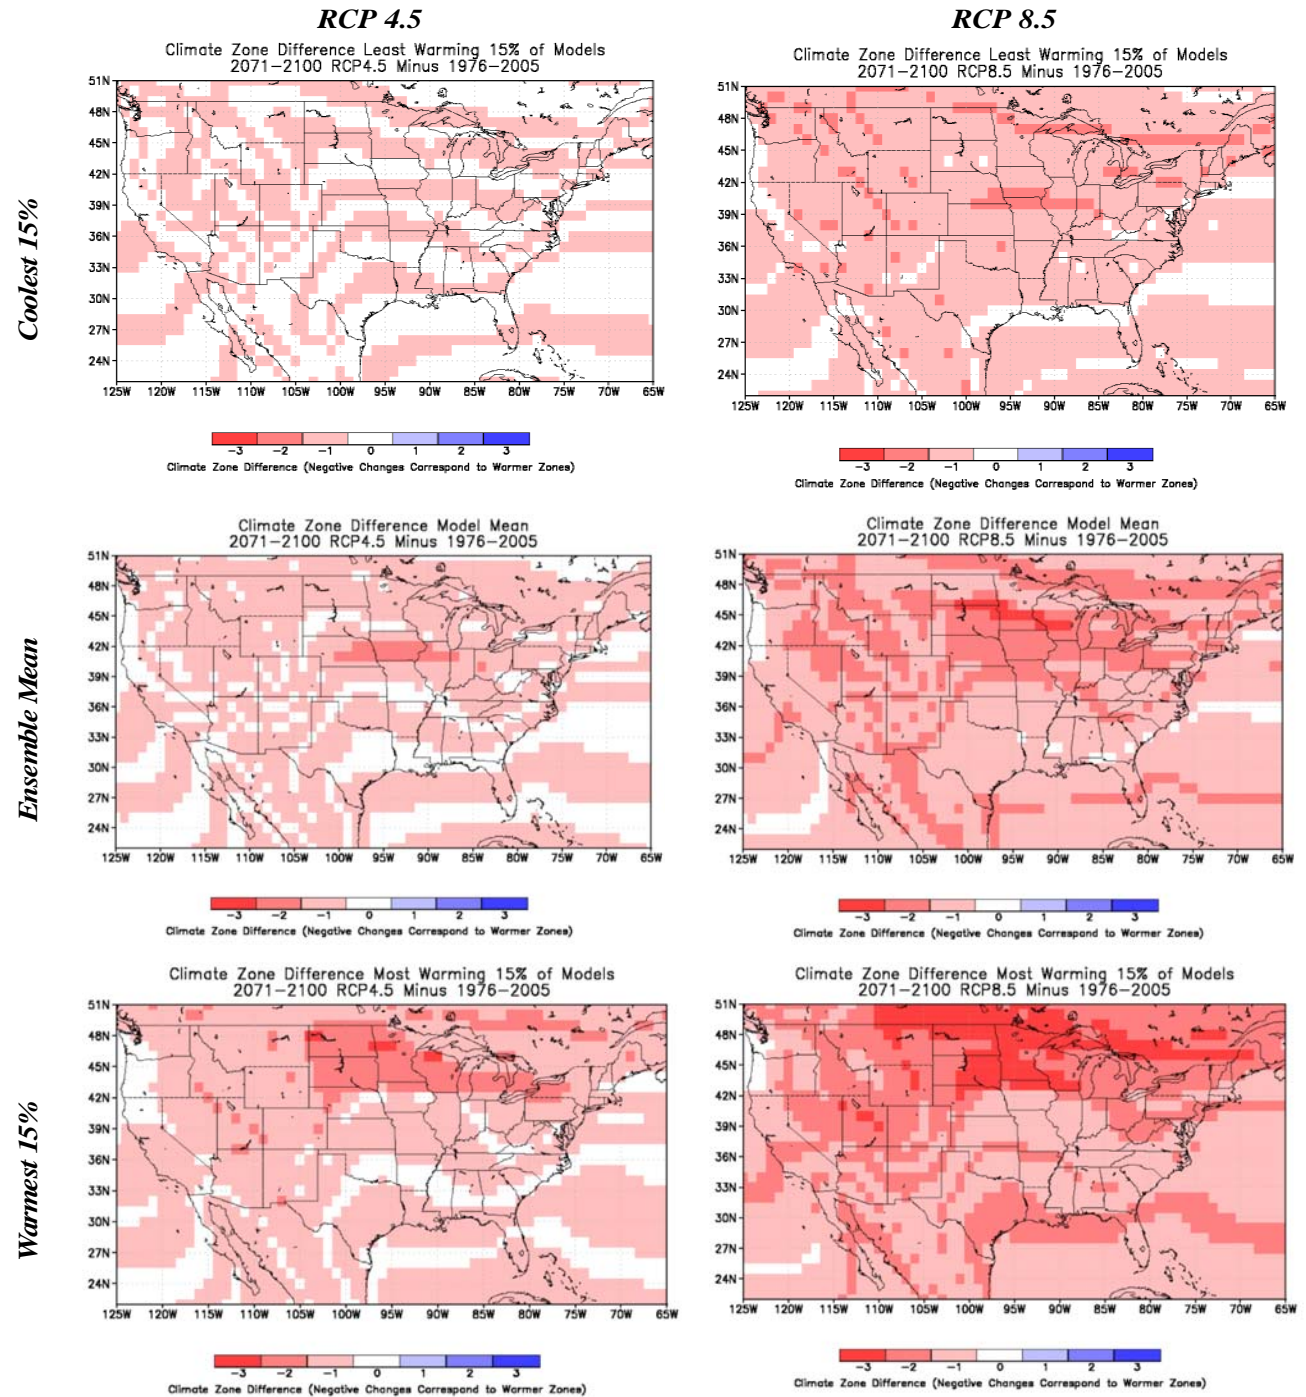 RCP 4.5
RCP 8.5
Coolest 15%
Climate Zone Difference Least Warming 15% of Models
2071-2100 RCP4.5 Minus 1976-2005
51N
48N
45N
42N
39N
36N
33N
30N
27N
24N
125W 120W 115W 110W 105W 100W 95W 90W 85W 80W 75W 70W 65W
-3 -2 -1 0 1 2 3
Climate Zone Difference (Negative Changes Correspond to Warmer Zones)
Climate Zone Difference Least Warming 15% of Models
2071-2100 RCP8.5 Minus 1976-2005
51N
48N
45N
42N
39N
36N
33N
30N
27N
24N
125W 120W 115W 110W 105W 100W 95W 90W 85W 80W 75W 70W 65W
-3 -2 -1 0 1 2 3
Climate Zone Difference (Negative Changes Correspond to Warmer Zones)
Ensemble Mean
Climate Zone Difference Model Mean
2071-2100 RCP4.5 Minus 1976-2005
51N
48N
45N
42N
39N
36N
33N
30N
27N
24N
125W 120W 115W 110W 105W 100W 95W 90W 85W 80W 75W 70W 65W
-3 -2 -1 0 1 2 3
Climate Zone Difference (Negative Changes Correspond to Warmer Zones)
Climate Zone Difference Model Mean
2071-2100 RCP8.5 Minus 1976-2005
51N
48N
45N
42N
39N
36N
33N
30N
27N
24N
125W 120W 115W 110W 105W 100W 95W 90W 85W 80W 75W 70W 65W
-3 -2 -1 0 1 2 3
Climate Zone Difference (Negative Changes Correspond to Warmer Zones)
Warmest 15%
Climate Zone Difference Most Warming 15% of Models
2071-2100 RCP4.5 Minus 1976-2005
51N
48N
45N
42N
39N
36N
33N
30N
27N
24N
125W 120W 115W 110W 105W 100W 95W 90W 85W 80W 75W 70W 65W
-3 -2 -1 0 1 2 3
Climate Zone Difference (Negative Changes Correspond to Warmer Zones)
Climate Zone Difference Most Warming 15% of Models
2071-2100 RCP8.5 Minus 1976-2005
51N
48N
45N
42N
39N
36N
33N
30N
27N
24N
125W 120W 115W 110W 105W 100W 95W 90W 85W 80W 75W 70W 65W
-3 -2 -1 0 1 2 3
Climate Zone Difference (Negative Changes Correspond to Warmer Zones)